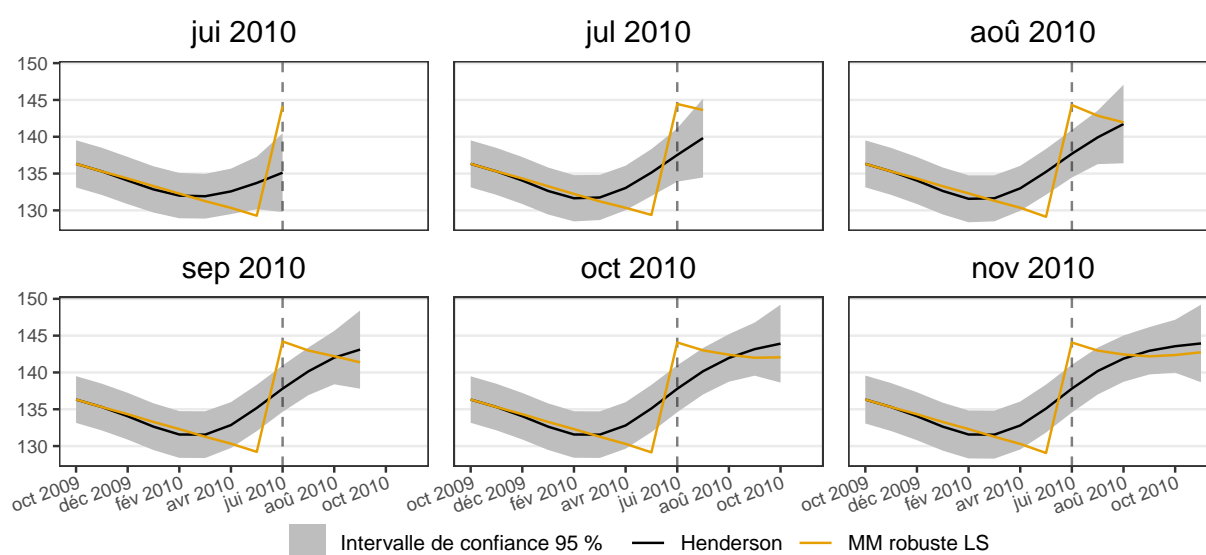 jui 2010 jul 2010 aoû 2010
150
145
140
135
130
sep 2010 oct 2010 nov 2010
150
145
140
135
130
oct 2009 déc 2009 fév 2010 avr 2010 jui 2010 aoû 2010 oct 2010 oct 2009 déc 2009 fév 2010 avr 2010 jui 2010 aoû 2010 oct 2010 oct 2009 déc 2009 fév 2010 avr 2010 jui 2010 aoû 2010 oct 2010
Intervalle de confiance 95 % Henderson MM robuste LS